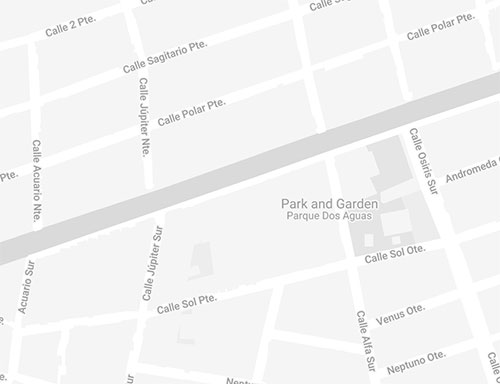 Calle 2 Pte.
Calle Sagitario Pte.
Calle Polar Pte.
Calle Júpiter Nte.
Calle Polar Pte.
Calle Acuario Nte.
Pte.
Calle Osiris Sur
Andromeda
Park and Garden
Parque Dos Aguas
Calle Júpiter Sur
Acuario Sur
Calle Sol Ote.
Calle Sol Pte.
Calle Alfa Sur
Venus Ote.
Neptuno Ote.
Neptu